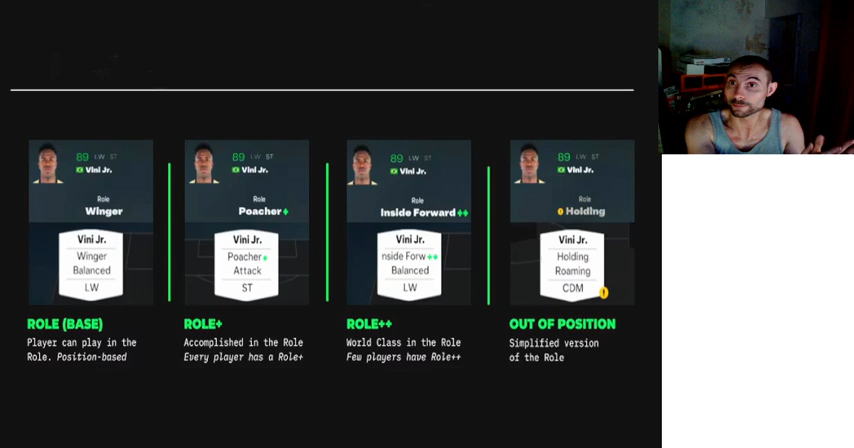 89 LW ST
Vini Jr.
Role
Winger
Vini Jr.
Winger
Balanced
LW
ROLE (BASE)
Player can play in the
Role. Position-based
89 LW ST
Vini Jr.
Role
Poacher+
Vini Jr.
Poacher+
Attack
ST
ROLE+
Accomplished in the Role
Every player has a Role+
89 LW ST
Vini Jr.
Role
Inside Forward++
Vini Jr.
nside Forw++
Balanced
LW
ROLE++
World Class in the Role
Few players have Role++
89 LW ST
Vini Jr.
Role
Holding
Vini Jr.
Holding
Roaming
CDM
OUT OF POSITION
Simplified version
of the Role